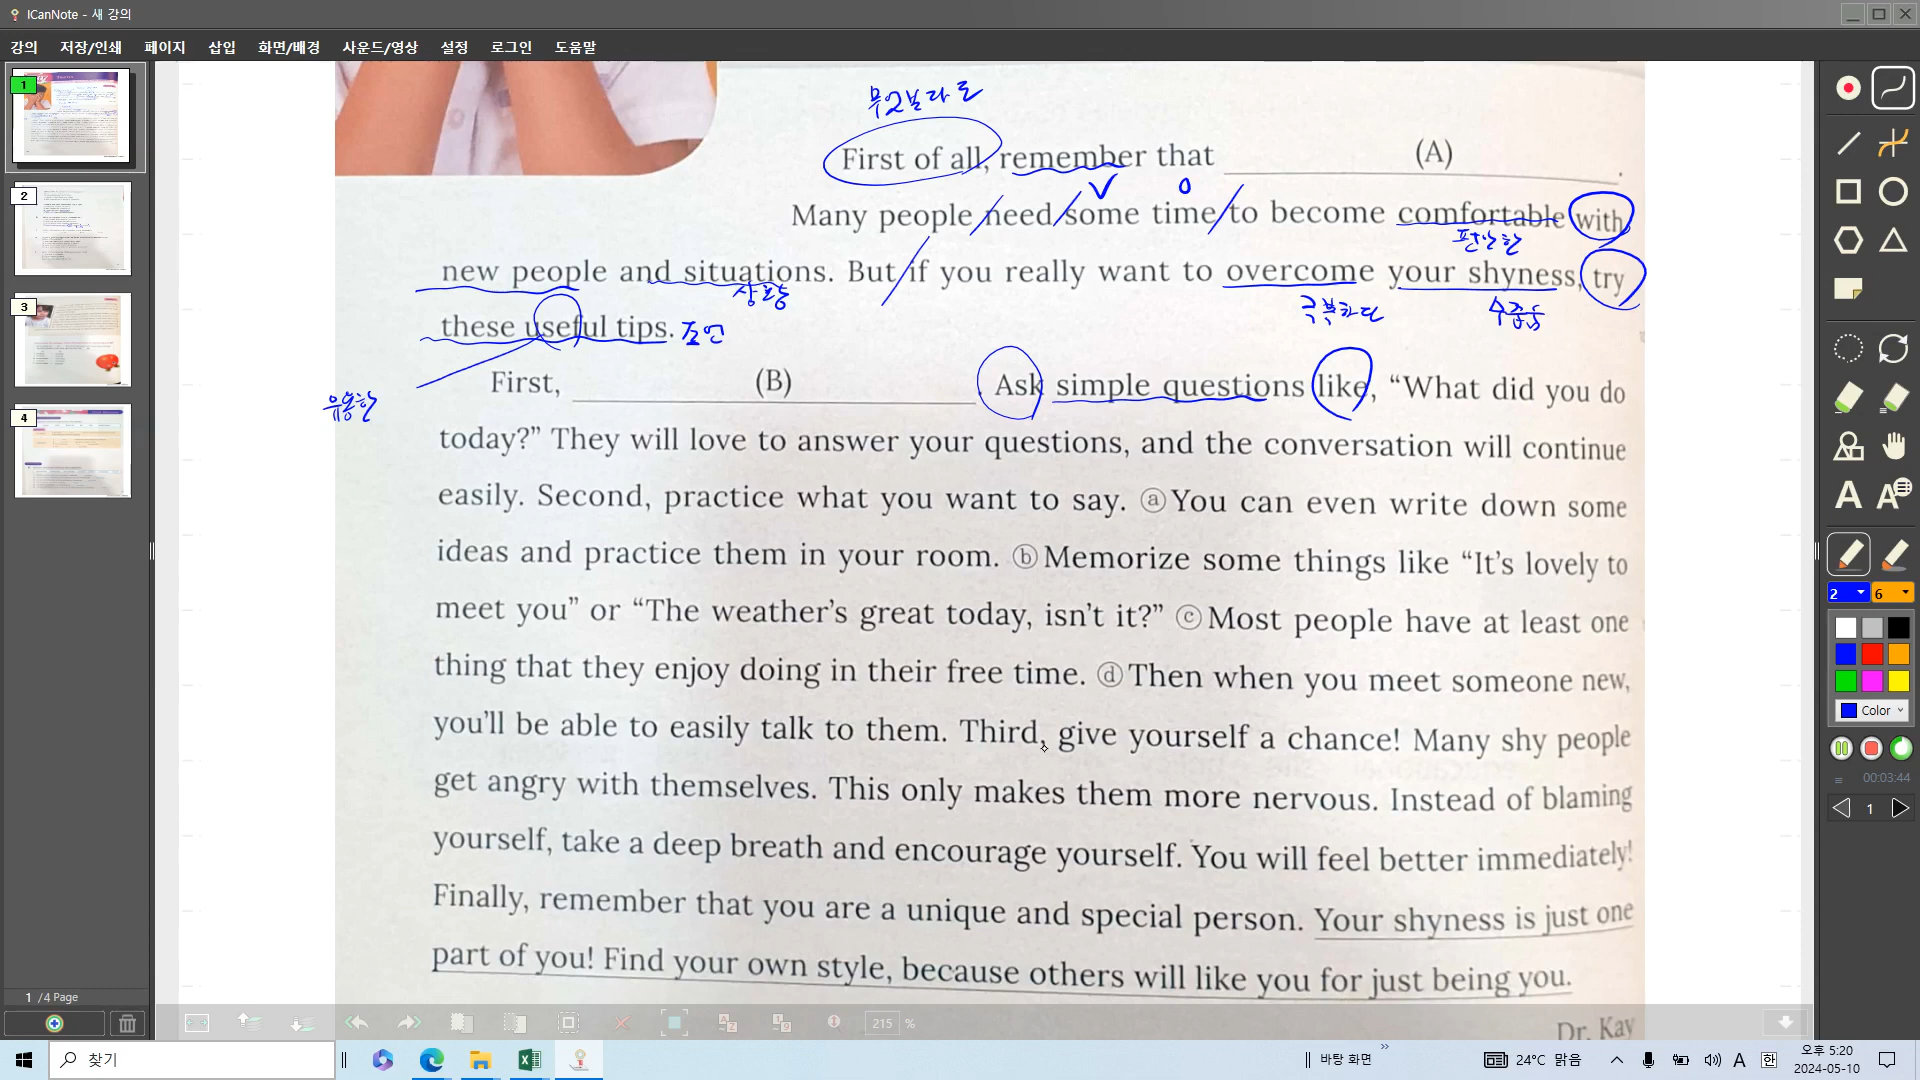 ICanNote - 새 강의
강의 저장/인쇄 페이지 삽입 화면/배경 사운드/영상 설정 로그인 도움말
1
2
3
4
무엇보다도
First of all, remember that (A) .
Many people need some time to become comfortable with
편안한
new people and situations. But if you really want to overcome your shyness, try
상황 극복하다 수줍음
these useful tips. 조언
유용한
First, (B) . Ask simple questions like, “What did you do
today?” They will love to answer your questions, and the conversation will continue
easily. Second, practice what you want to say. ⓐ You can even write down some
ideas and practice them in your room. ⓑ Memorize some things like “It’s lovely to
meet you” or “The weather’s great today, isn’t it?” ⓒ Most people have at least one
thing that they enjoy doing in their free time. ⓓ Then when you meet someone new,
you’ll be able to easily talk to them. Third, give yourself a chance! Many shy people
get angry with themselves. This only makes them more nervous. Instead of blaming
yourself, take a deep breath and encourage yourself. You will feel better immediately!
Finally, remember that you are a unique and special person. Your shyness is just one
part of you! Find your own style, because others will like you for just being you.
Dr. Kay
2 6
Color
00:03:44
1
1 /4 Page
215 %
찾기
바탕 화면
24°C 맑음
A 한
오후 5:20
2024-05-10